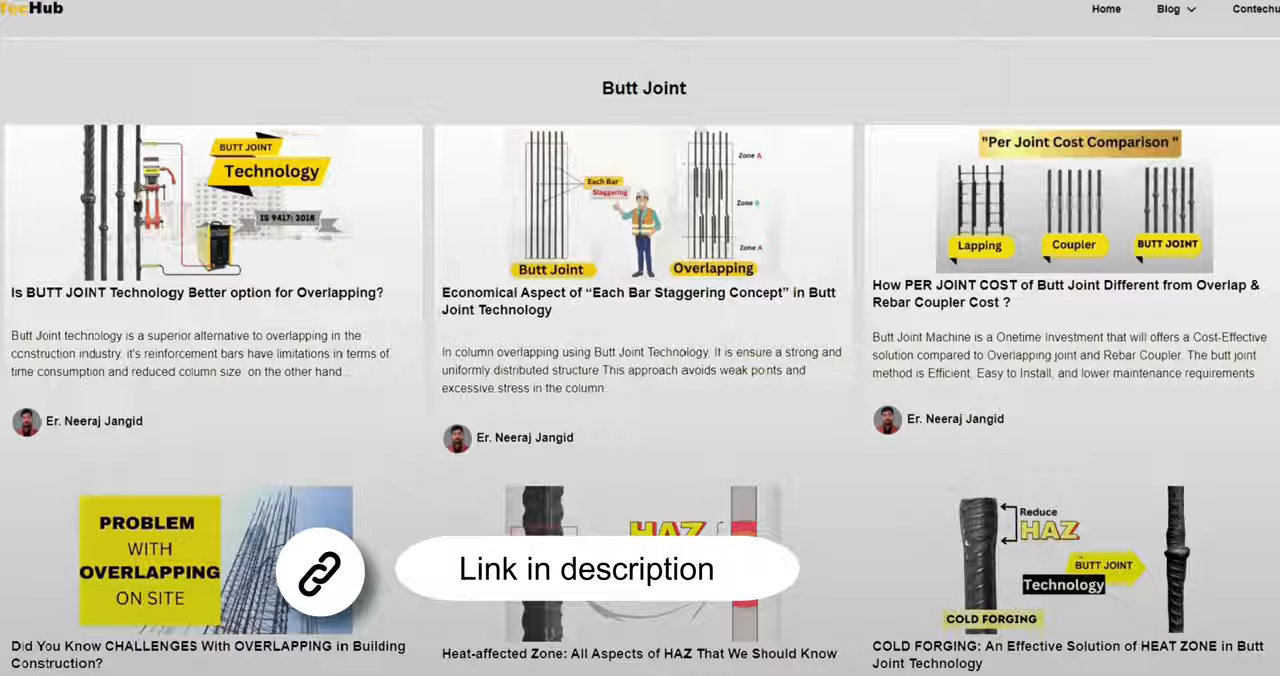 TecHub
Home
Blog
Contechu
Butt Joint
BUTT JOINT
Technology
IS 9417: 2018
Is BUTT JOINT Technology Better option for Overlapping?
Butt Joint technology is a superior alternative to overlapping in the
construction industry, it's reinforcement bars have limitations in terms of
time consumption and reduced column size. on the other hand...
Er. Neeraj Jangid
Each Bar
Staggering
Zone A
Zone B
Zone A
Butt Joint
Overlapping
Economical Aspect of “Each Bar Staggering Concept” in Butt
Joint Technology
In column overlapping using Butt Joint Technology, It is ensure a strong and
uniformly distributed structure This approach avoids weak points and
excessive stress in the column.
Er. Neeraj Jangid
"Per Joint Cost Comparison "
Lapping
Coupler
BUTT JOINT
How PER JOINT COST of Butt Joint Different from Overlap &
Rebar Coupler Cost ?
Butt Joint Machine is a Onetime Investment that will offers a Cost-Effective
solution compared to Overlapping joint and Rebar Coupler. The butt joint
method is Efficient, Easy to Install, and lower maintenance requirements
Er. Neeraj Jangid
PROBLEM
WITH
OVERLAPPING
ON SITE
Did You Know CHALLENGES With OVERLAPPING in Building
Construction?
HAZ
Link in description
Heat-affected Zone: All Aspects of HAZ That We Should Know
Reduce
HAZ
BUTT JOINT
Technology
COLD FORGING
COLD FORGING: An Effective Solution of HEAT ZONE in Butt
Joint Technology